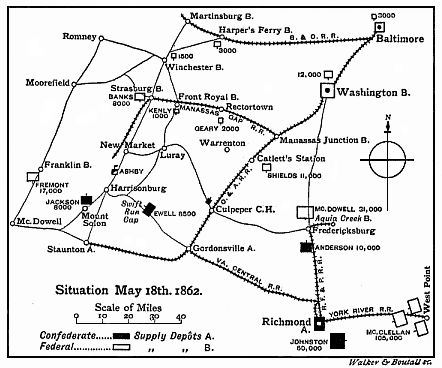 Martinsburg B.
Harper's Ferry B.
3000
B. & O. R. R.
3000
Baltimore
Romney
1500
Winchester B.
Moorefield
12,000
Washington B.
Strasburg B.
BANKS
8000
KENLY
1000
Front Royal B.
MANASSAS GAP R.R.
Rectortown
GEARY 2000
Manassas Junction B.
New Market
Luray
Warrenton
N
Catlett's Station
SHIELDS 11,000
Franklin B.
FREMONT
17,000
ASHBY
Harrisonburg
O. & A. R. R.
JACKSON
6000
Mount
Solon
Swift
Run
Gap
EWELL 8500
Culpeper C.H.
MC. DOWELL 31,000
Aquia Creek B.
Fredericksburg
Mc. Dowell
Staunton A.
Gordonsville A.
ANDERSON 10,000
VA. CENTRAL R.R.
R. F. & P. R. R.
West Point
Situation May 18th. 1862.
Scale of Miles
0 20 40
Richmond
A.
YORK RIVER R.R.
MC. CLELLAN
105,000
JOHNSTON
60,000
Confederate...... Supply Depôts A.
Federal...... „ „ B.
Walker & Boutall sc.